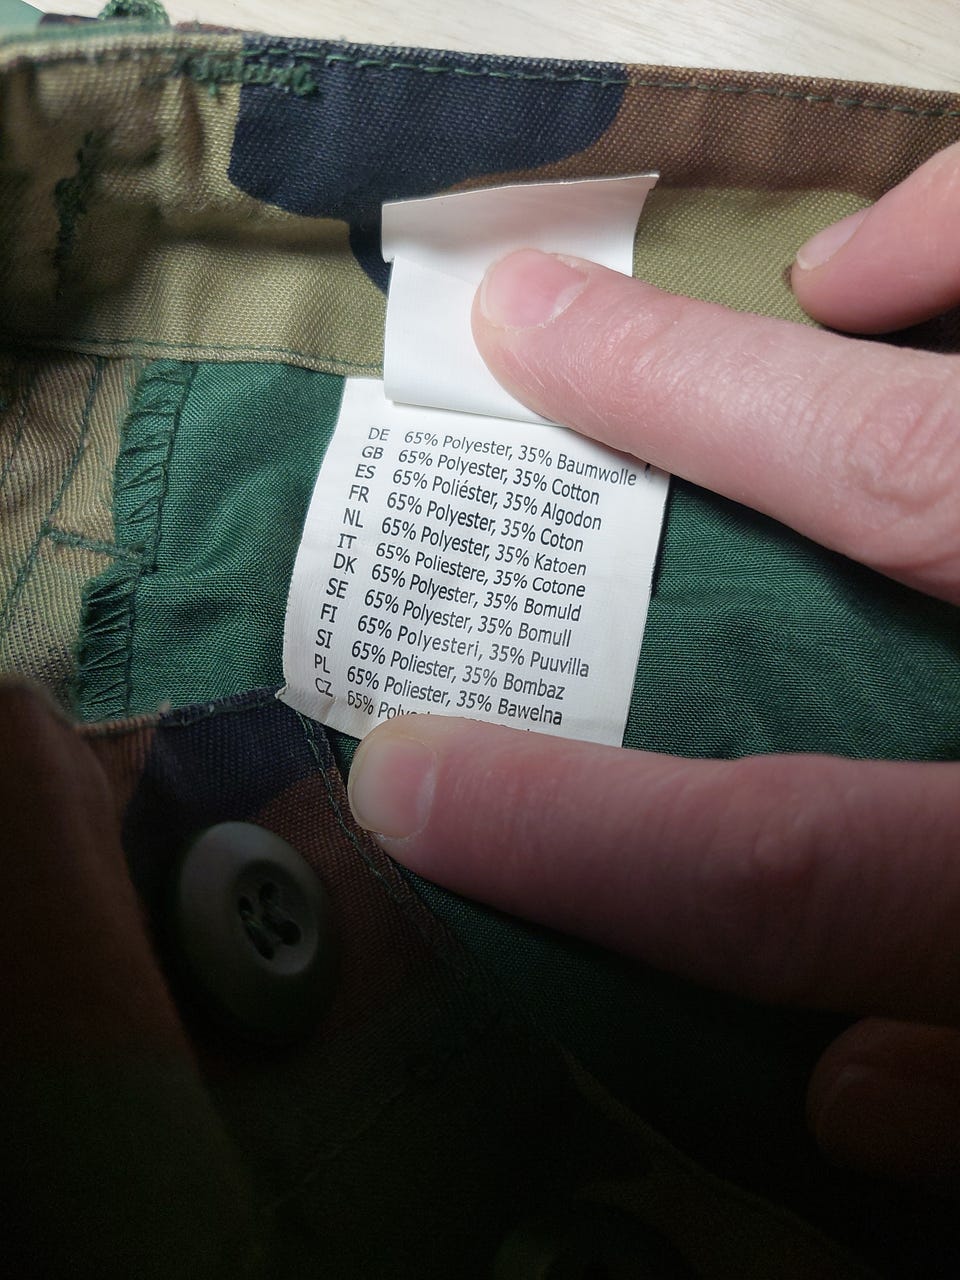 DE 65% Polyester, 35% Baumwolle
GB 65% Polyester, 35% Cotton
ES 65% Poliéster, 35% Algodon
FR 65% Polyester, 35% Coton
NL 65% Polyester, 35% Katoen
IT 65% Poliestere, 35% Cotone
DK 65% Polyester, 35% Bomuld
SE 65% Polyester, 35% Bomull
FI 65% Polyesteri, 35% Puuvilla
SI 65% Poliester, 35% Bombaz
PL 65% Poliester, 35% Bawelna
CZ 65%